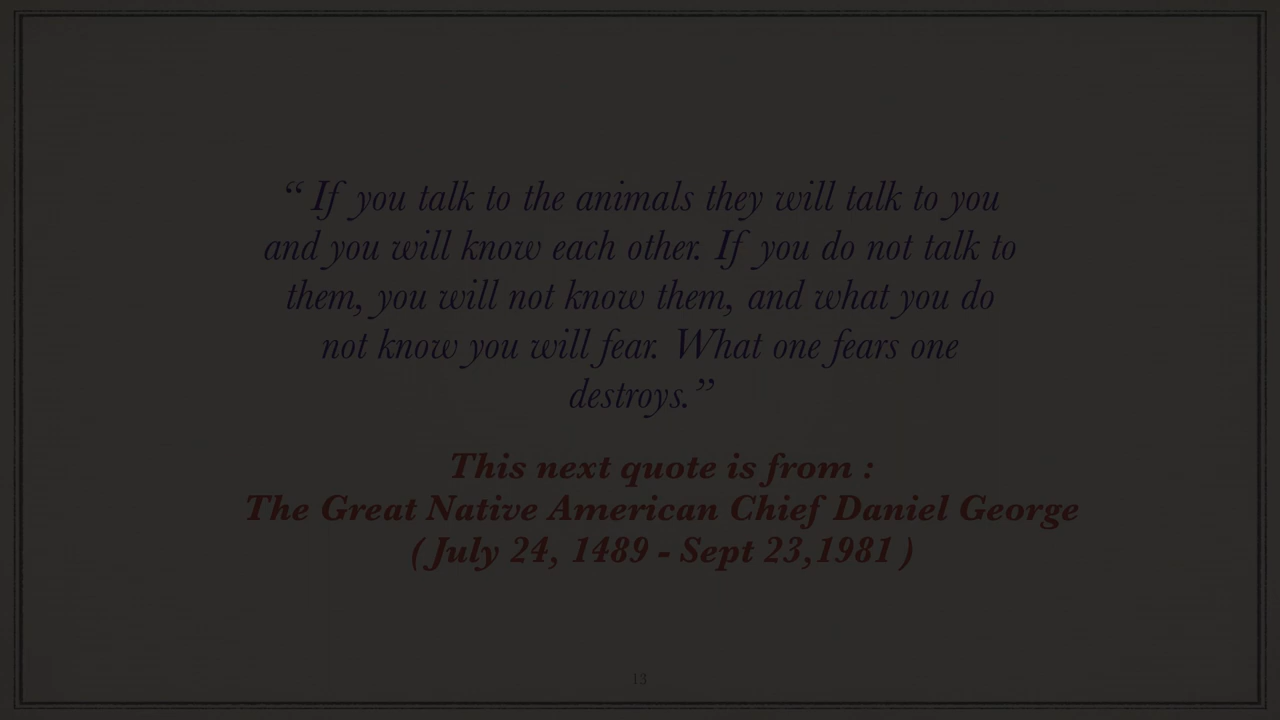 “ If you talk to the animals they will talk to you
and you will know each other. If you do not talk to
them, you will not know them, and what you do
not know you will fear. What one fears one
destroys.”
This next quote is from :
The Great Native American Chief Daniel George
( July 24, 1489 - Sept 23,1981 )
13